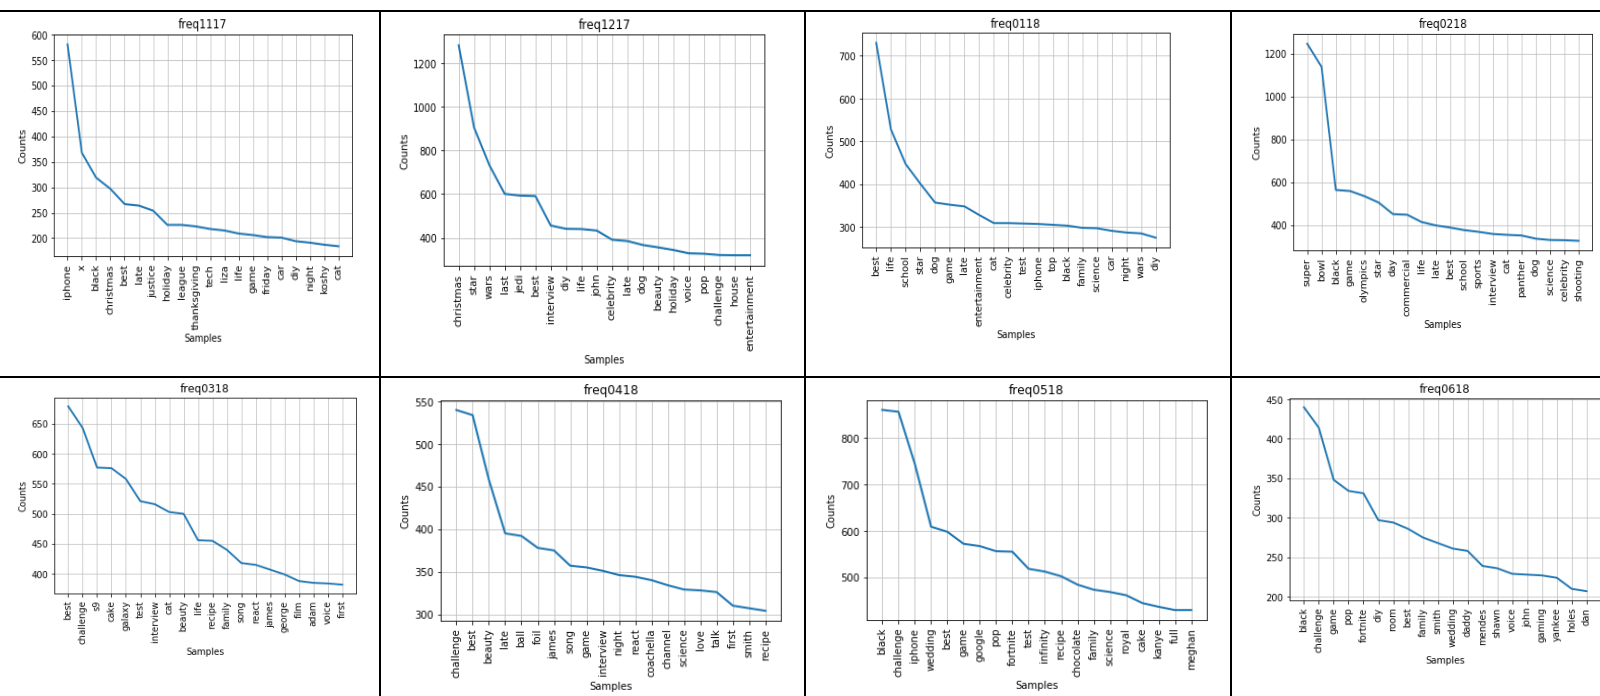 freq1117
600
550
500
450
400
350
300
250
200
Counts
iphone
x
black
christmas
best
late
justice
holiday
league
thanksgiving
tech
liza
life
game
friday
car
diy
night
koshy
cat
Samples
freq1217
1200
1000
800
600
400
Counts
christmas
star
wars
last
jedi
best
interview
diy
life
john
celebrity
late
dog
beauty
holiday
voice
pop
challenge
house
entertainment
Samples
freq0118
700
600
500
400
300
Counts
best
life
school
star
dog
game
late
entertainment
cat
celebrity
test
iphone
top
black
family
science
car
night
wars
diy
Samples
freq0218
1200
1000
800
600
400
Counts
super
bowl
black
game
olympics
star
day
commercial
life
late
best
school
sports
interview
cat
panther
dog
science
celebrity
shooting
Samples
freq0318
650
600
550
500
450
400
Counts
best
challenge
s9
cake
galaxy
test
interview
cat
beauty
life
recipe
family
song
react
james
george
film
adam
voice
first
Samples
freq0418
550
500
450
400
350
300
Counts
challenge
best
beauty
late
ball
foil
james
song
game
interview
night
react
coachella
channel
science
love
talk
first
smith
recipe
Samples
freq0518
800
700
600
500
Counts
black
challenge
iphone
wedding
best
game
google
pop
fortnite
test
infinity
recipe
chocolate
family
science
royal
cake
kanye
full
meghan
Samples
freq0618
450
400
350
300
250
200
Counts
black
challenge
game
pop
fortnite
diy
room
best
family
smith
wedding
daddy
mendes
shawn
voice
john
gaming
yankee
holes
dan
Samples